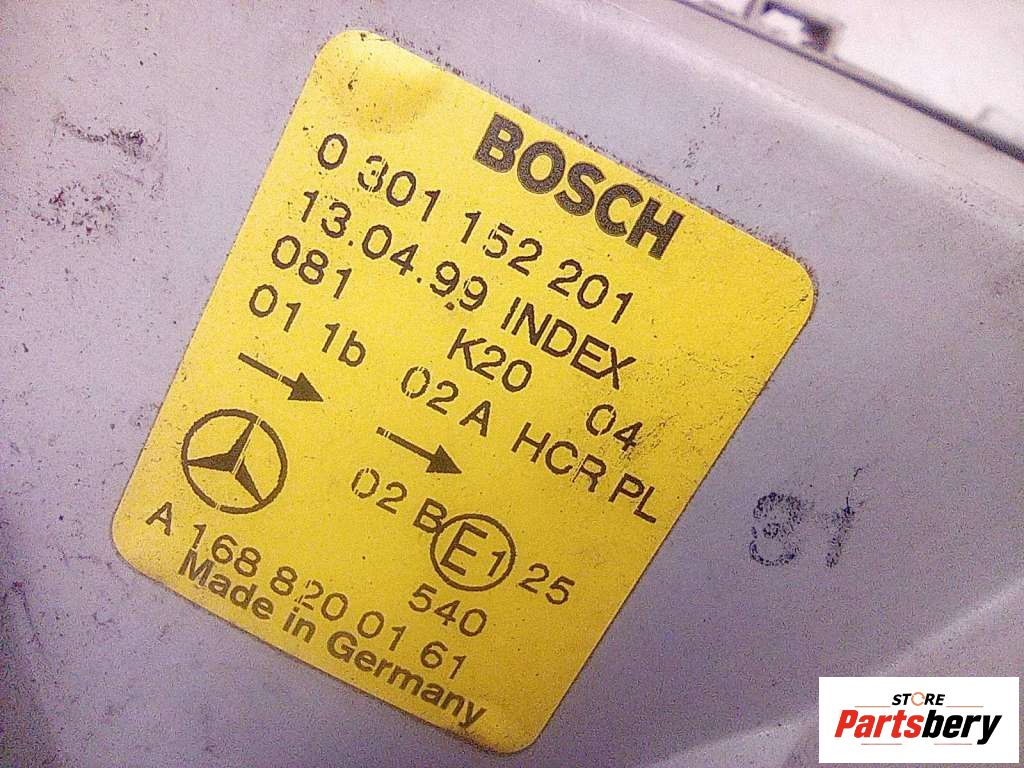 BOSCH
0 301 152 201
13.04.99 INDEX
081 K20 04
01 1b 02 A HCR PL
02 B E1 25
540
A 168 820 01 61
Made in Germany
81
STORE
Partsbery